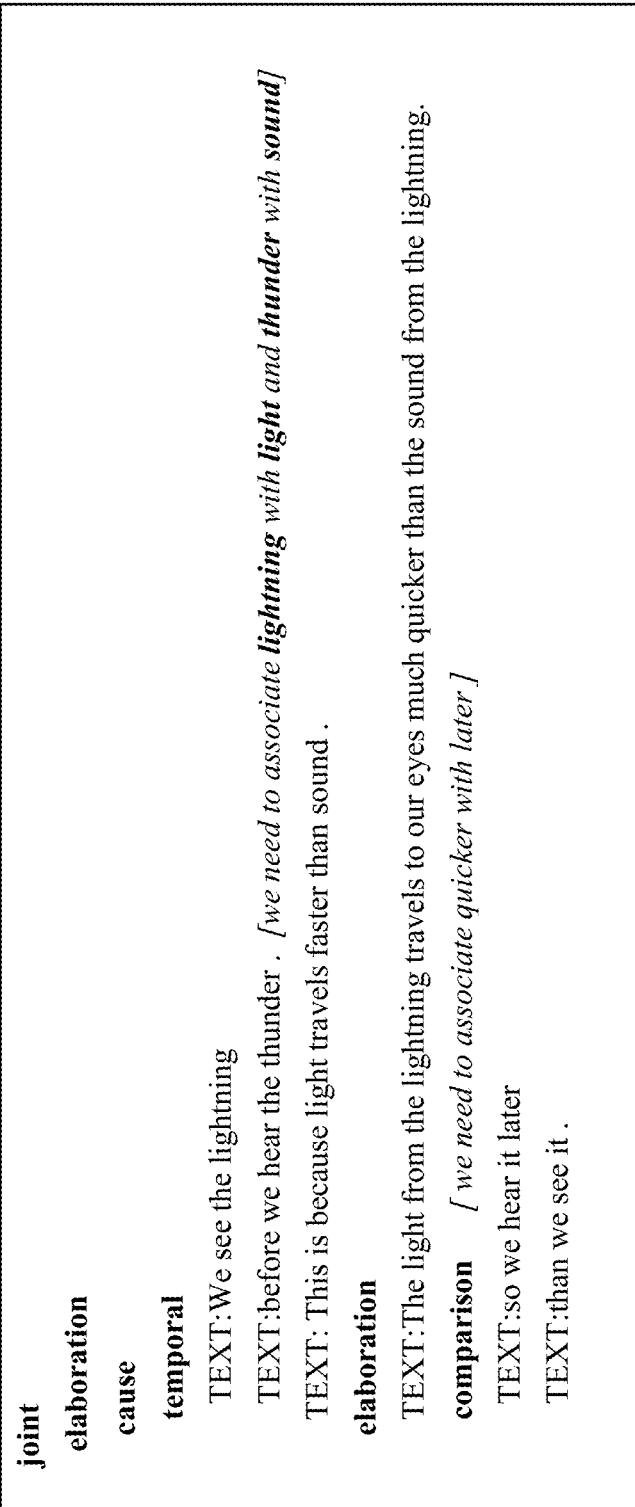 joint
elaboration
cause
temporal
TEXT:We see the lightning
TEXT:before we hear the thunder . [we need to associate lightning with light and thunder with sound]
TEXT: This is because light travels faster than sound .
elaboration
TEXT:The light from the lightning travels to our eyes much quicker than the sound from the lightning.
comparison [ we need to associate quicker with later ]
TEXT:so we hear it later
TEXT:than we see it .